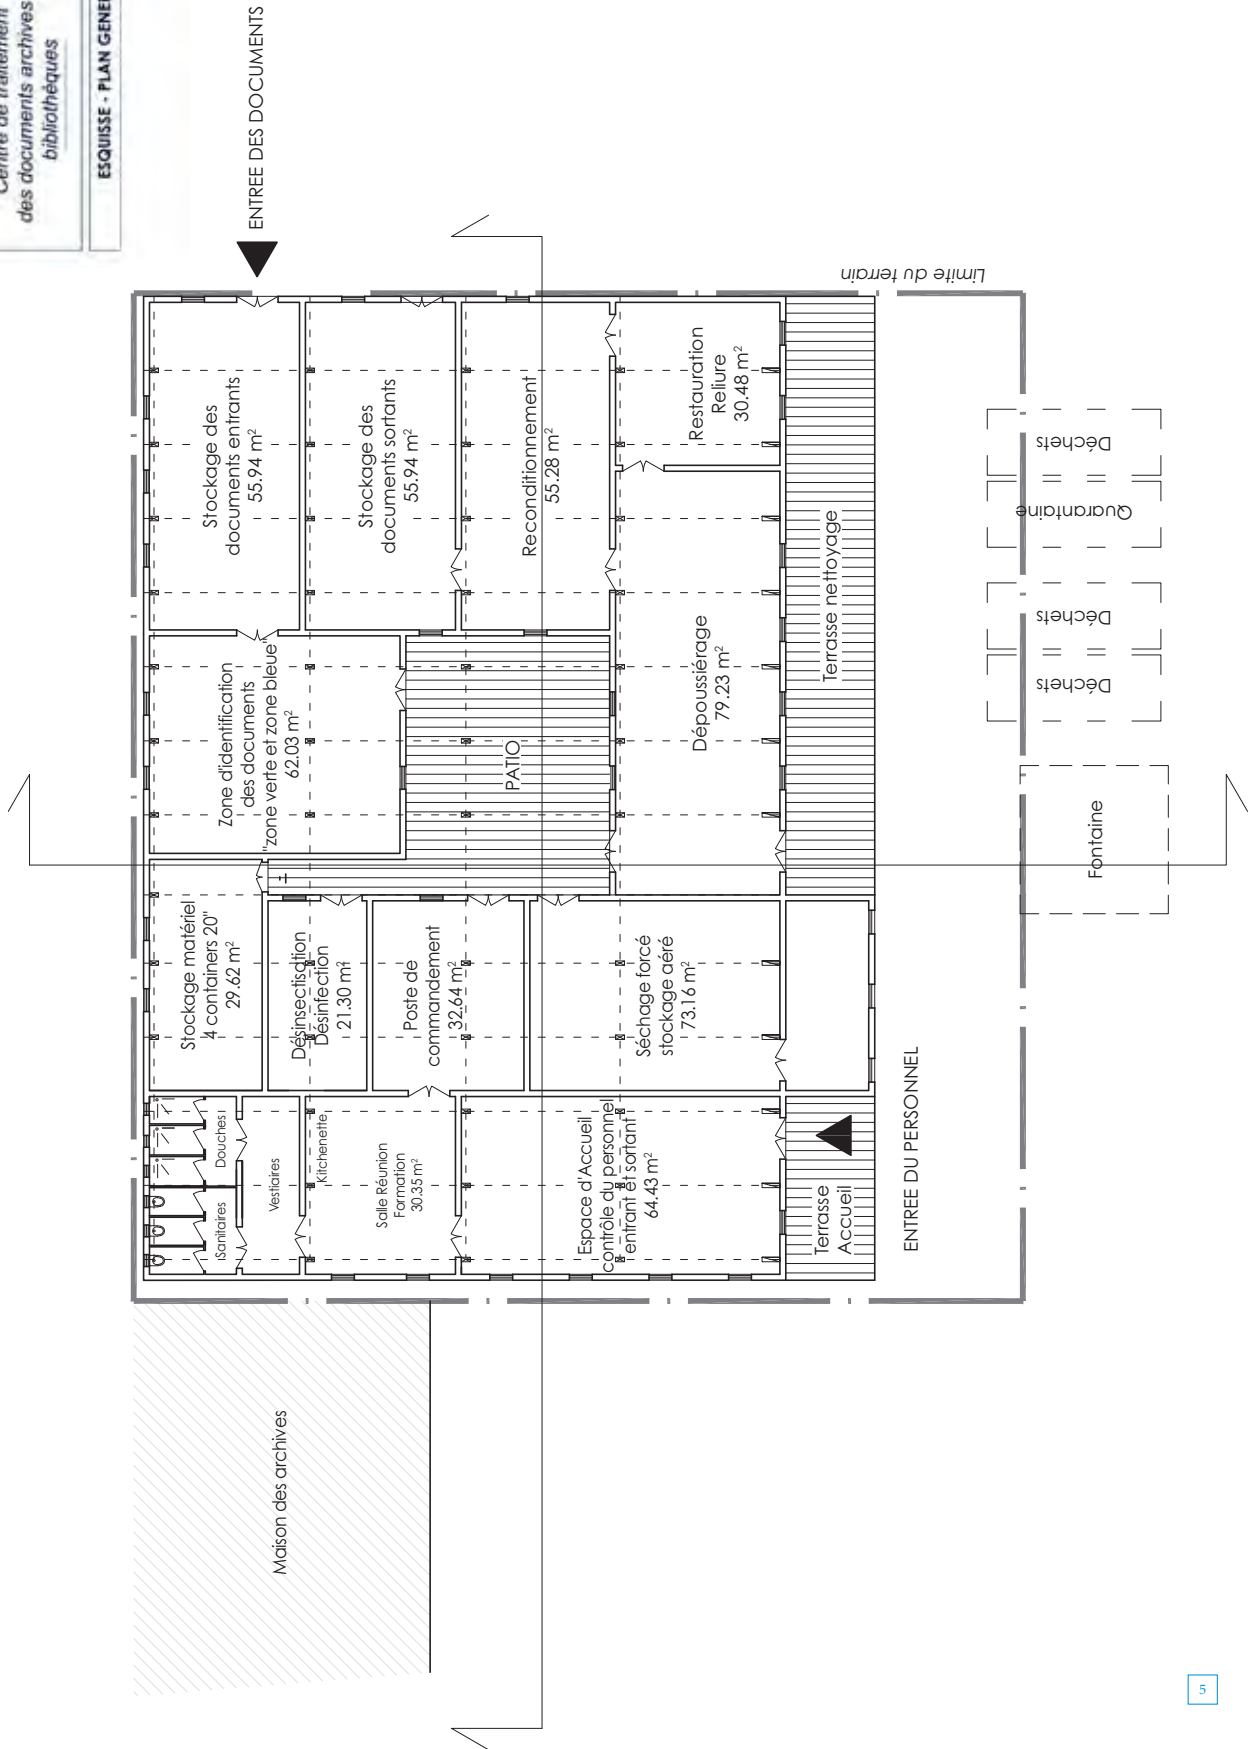 Centre de traitement
des documents archives
bibliothèques
ENTREE DES DOCUMENTS
Limite du terrain
Stockage des
documents entrants
55.94 m²
Stockage des
documents sortants
55.94 m²
Reconditionnement
55.28 m²
Restauration
Reliure
30.48 m²
Zone d'identification
des documents
"zone verte et zone bleue"
62.03 m²
PATIO
Dépoussiérage
79.23 m²
Terrasse nettoyage
Déchets
Quarantaine
Déchets
Déchets
Fontaine
Stockage matériel
4 containers 20"
29.62 m²
Désinsectisation
Désinfection
21.30 m²
Poste de
commandement
32.64 m²
Séchage forcé
stockage aéré
73.16 m²
Douches
Sanitaires
Vestiaires
Kitchenette
Salle Réunion
Formation
30.35 m²
Espace d'Accueil
contrôle du personnel
entrant et sortant
64.43 m²
Terrasse
Accueil
ENTREE DU PERSONNEL
Maison des archives
ESQUISSE - PLAN
5